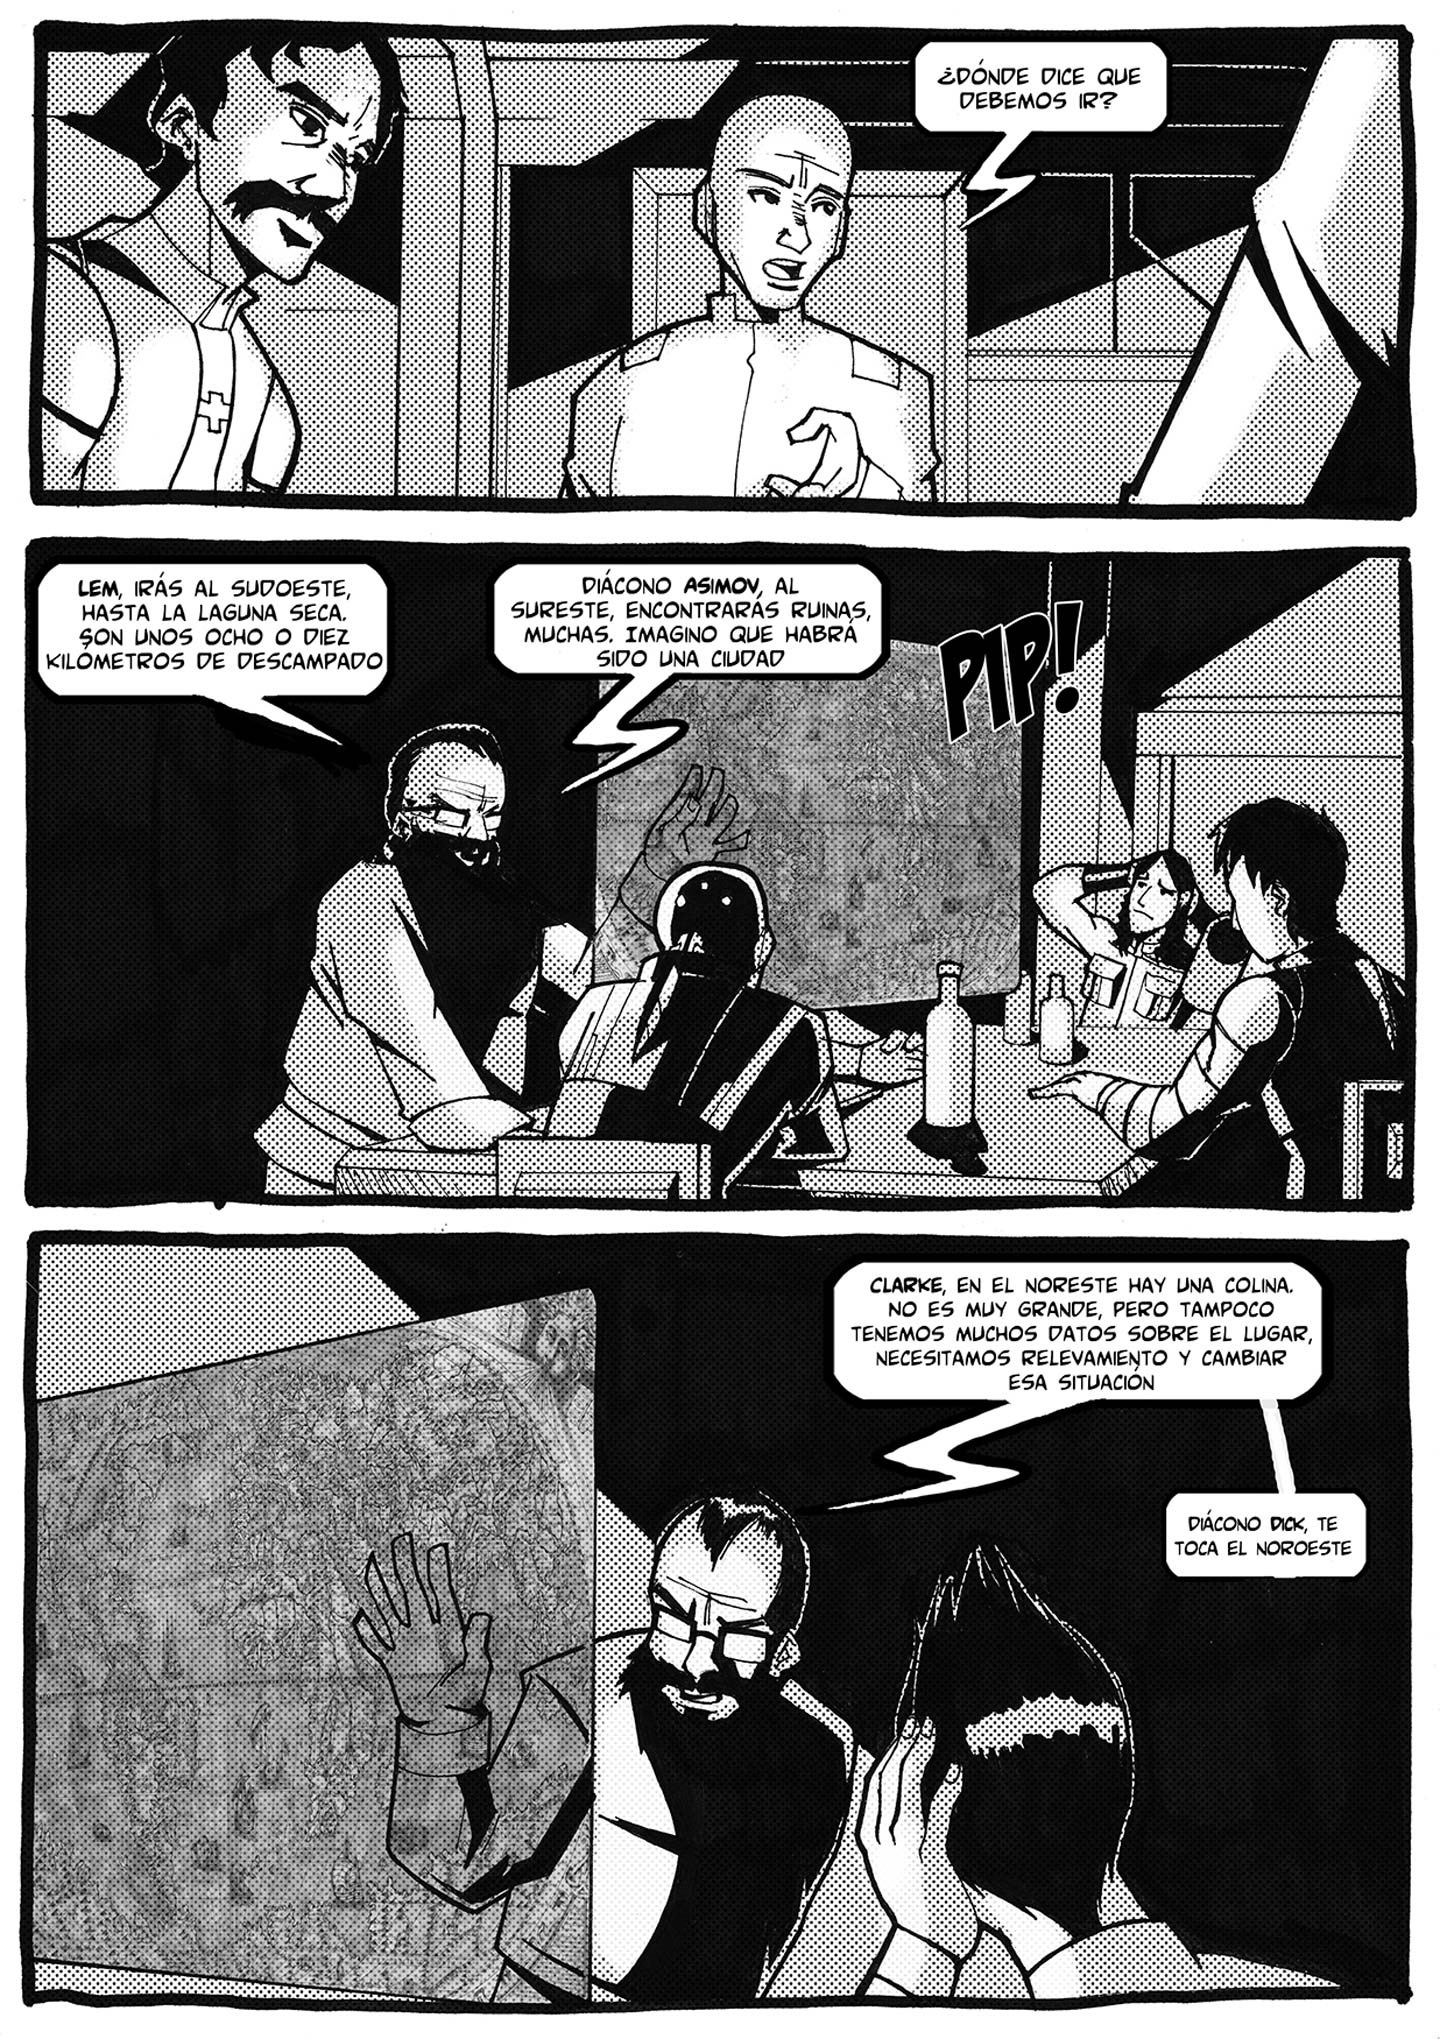 ¿DÓNDE DICE QUE
DEBEMOS IR?
LEM, IRÁS AL SUDOESTE,
HASTA LA LAGUNA SECA.
SON UNOS OCHO O DIEZ
KILÓMETROS DE DESCAMPADO
DIÁCONO ASIMOV, AL
SURESTE, ENCONTRARÁS RUINAS,
MUCHAS. IMAGINO QUE HABRÁ
SIDO UNA CIUDAD
PIP!
CLARKE, EN EL NORESTE HAY UNA COLINA.
NO ES MUY GRANDE, PERO TAMPOCO
TENEMOS MUCHOS DATOS SOBRE EL LUGAR,
NECESITAMOS RELEVAMIENTO Y CAMBIAR
ESA SITUACIÓN
DIÁCONO DICK, TE
TOCA EL NOROESTE